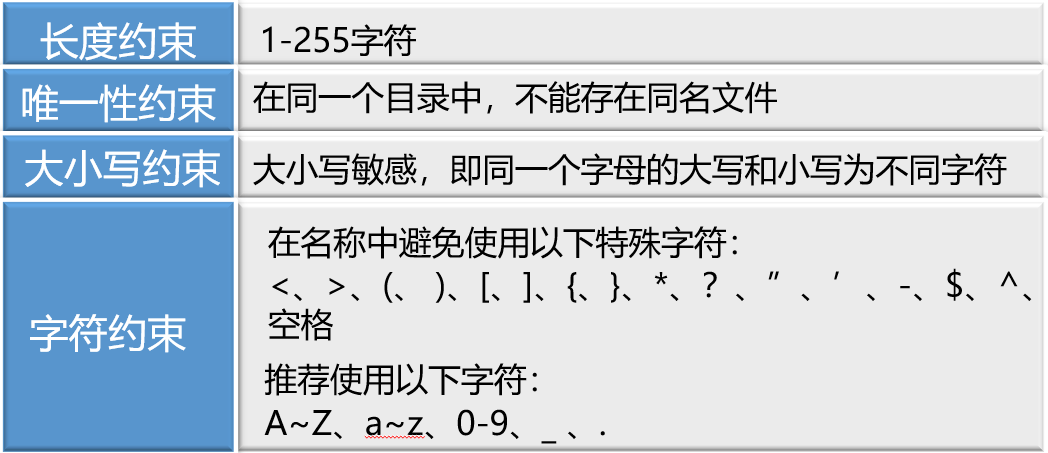 长度约束
1-255字符
唯一性约束
在同一个目录中，不能存在同名文件
大小写约束
大小写敏感，即同一个字母的大写和小写为不同字符
字符约束
在名称中避免使用以下特殊字符：
<、>、(、 )、[、]、{、}、*、? 、" 、' 、-、$、^、
空格
推荐使用以下字符：
A~Z、a~z、0-9、_ 、.